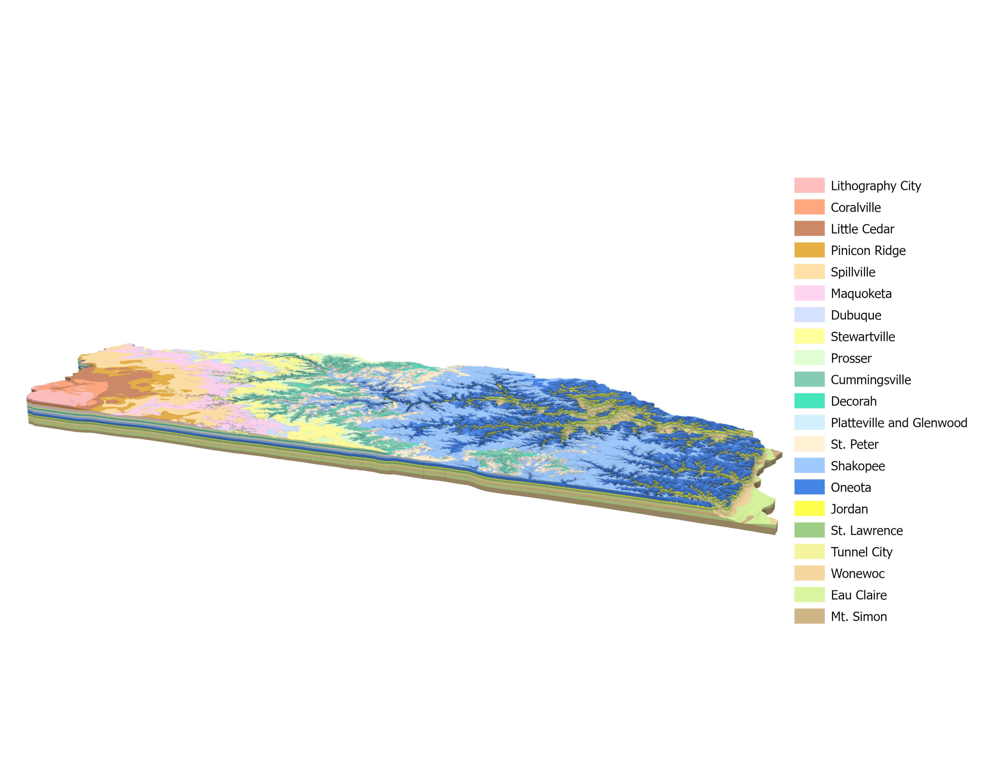 Lithography City
Coralville
Little Cedar
Pinicon Ridge
Spillville
Maquoketa
Dubuque
Stewartville
Prosser
Cummingsville
Decorah
Platteville and Glenwood
St. Peter
Shakopee
Oneota
Jordan
St. Lawrence
Tunnel City
Wonewoc
Eau Claire
Mt. Simon